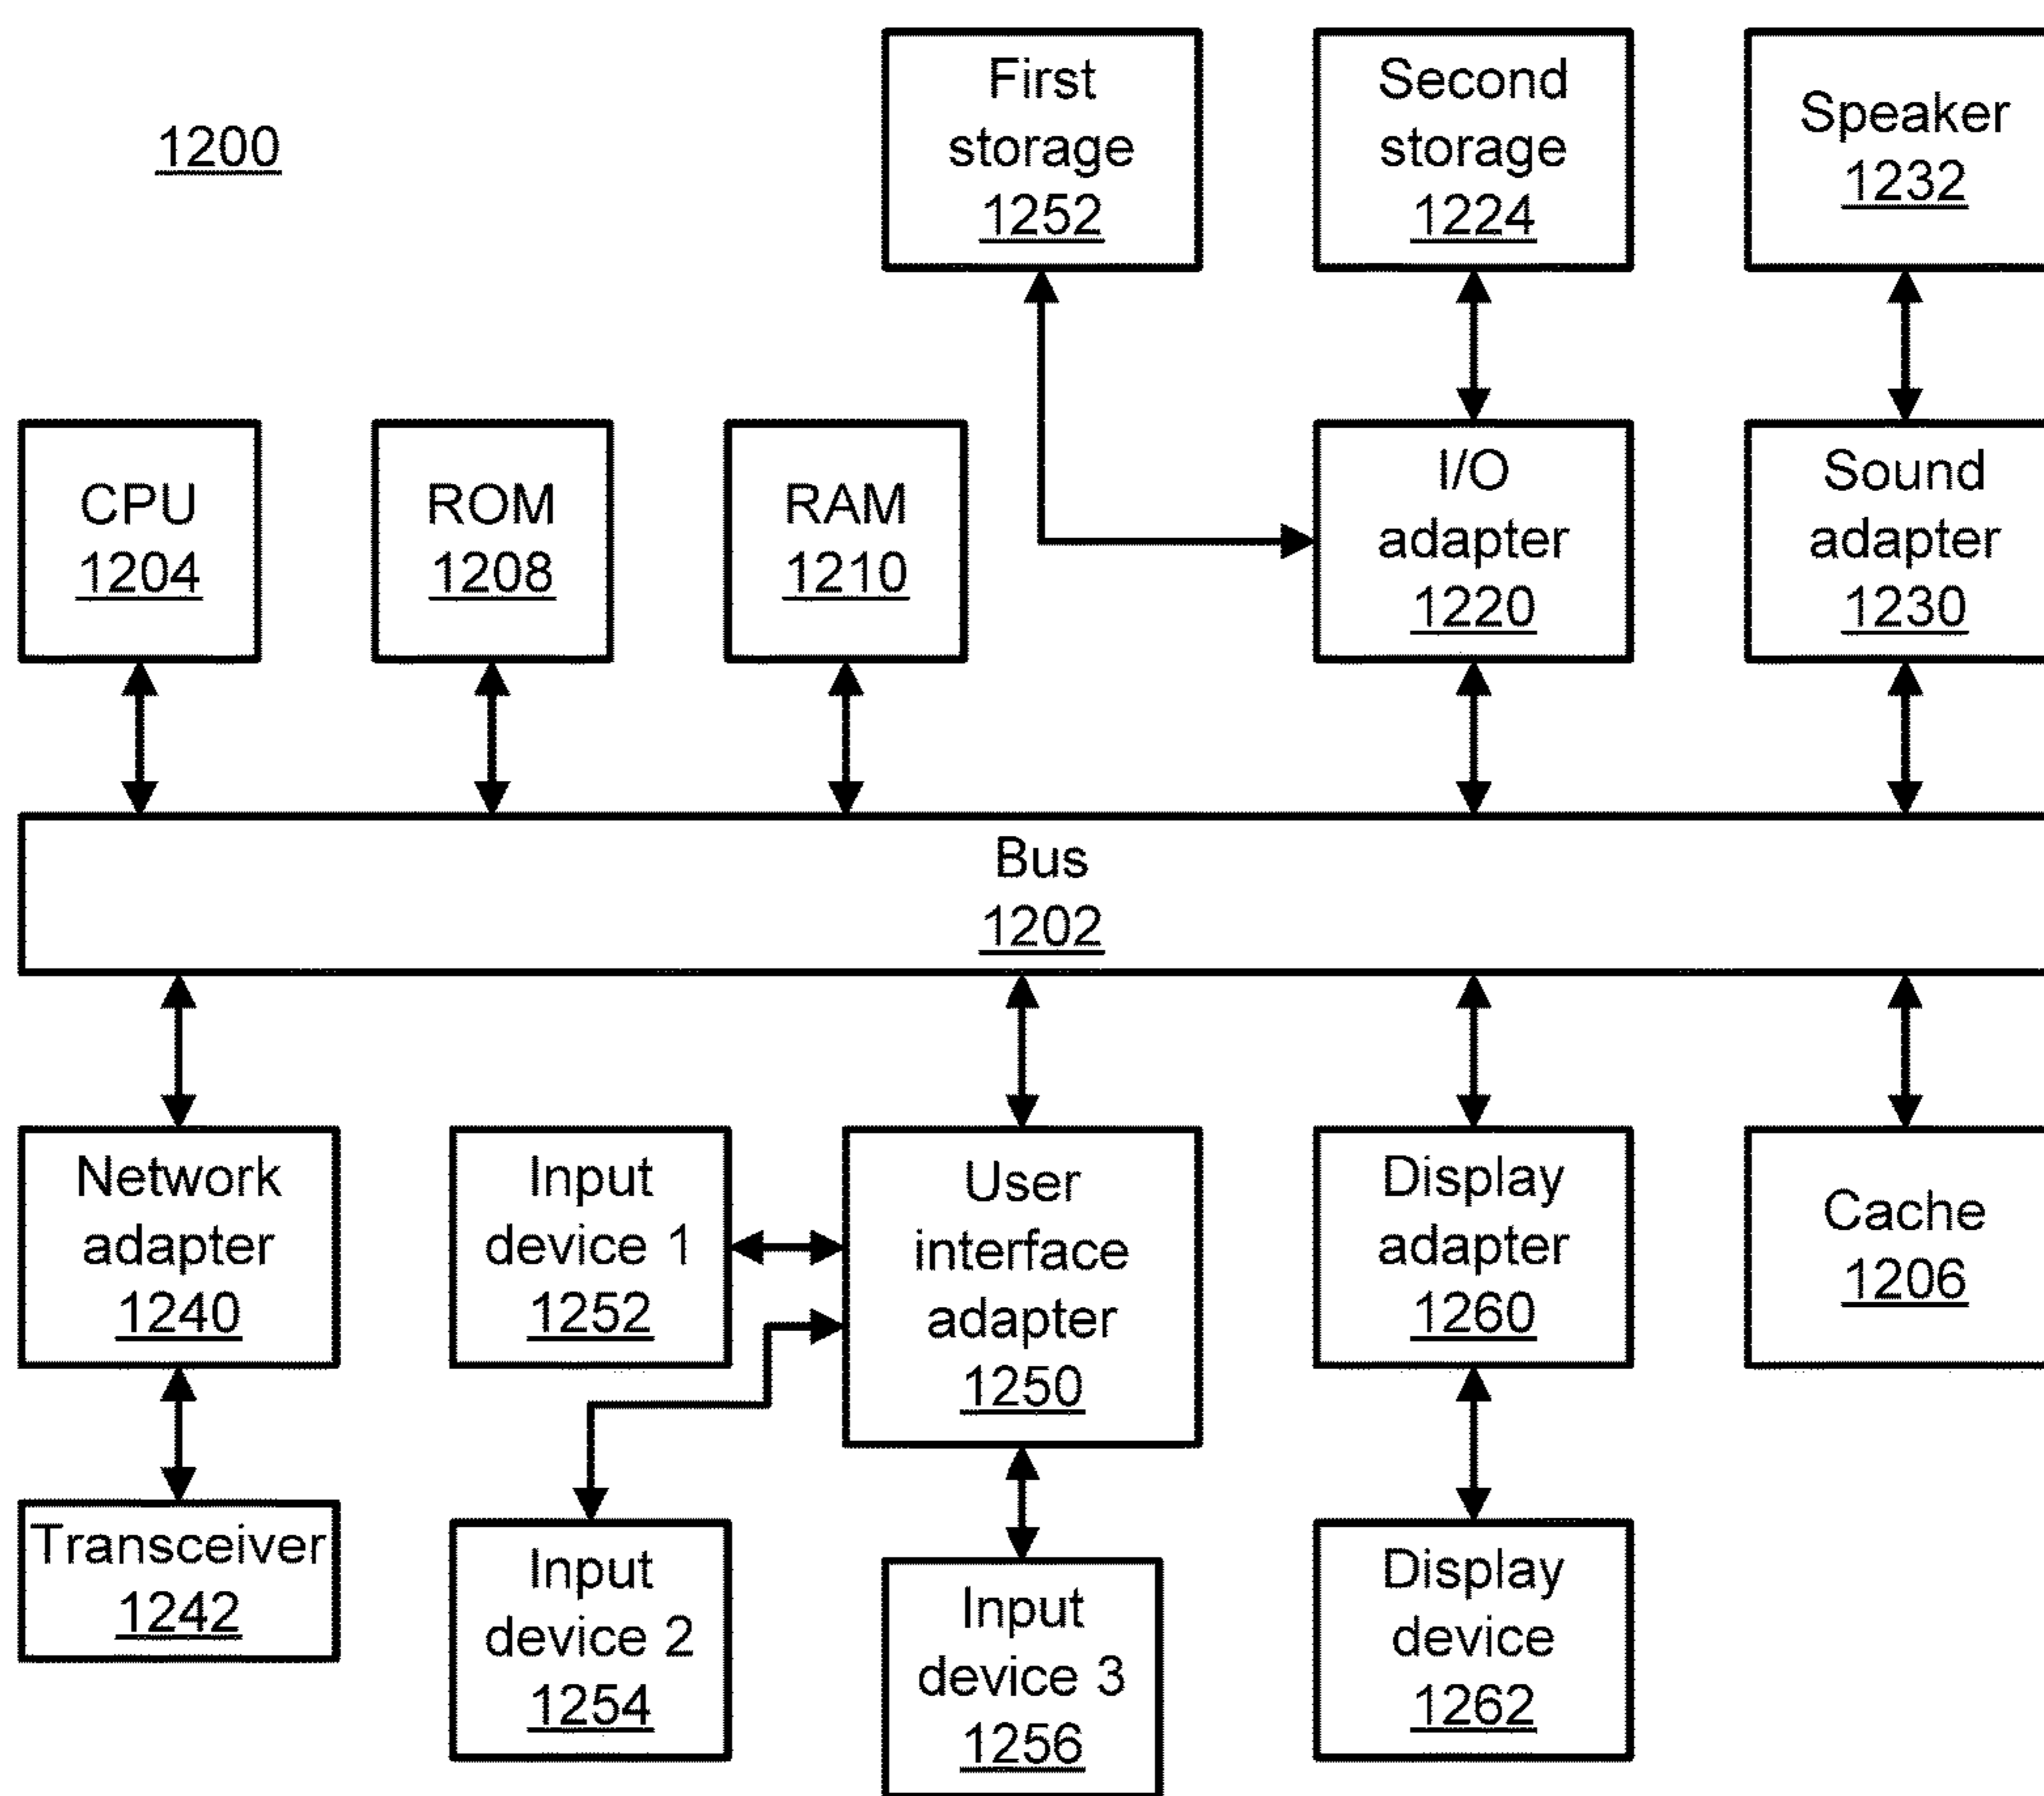 1200
First
storage
1252
Second
storage
1224
Speaker
1232
CPU
1204
ROM
1208
RAM
1210
I/O
adapter
1220
Sound
adapter
1230
Bus
1202
Network
adapter
1240
Input
device 1
1252
User
interface
adapter
1250
Display
adapter
1260
Cache
1206
Transceiver
1242
Input
device 2
1254
Input
device 3
1256
Display
device
1262